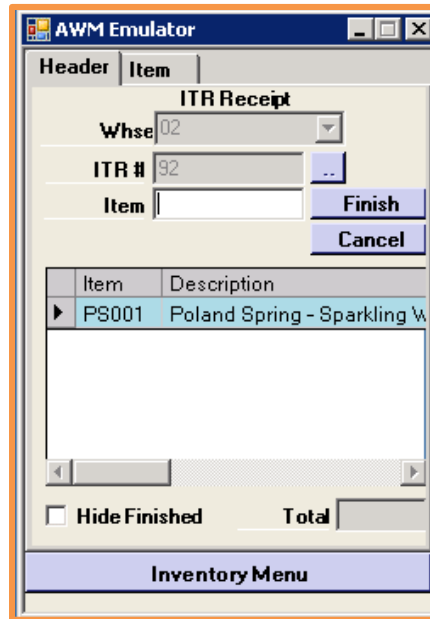 AWM Emulator
Header Item
ITR Receipt
Whse 02
ITR # 92 ..
Item Finish
Cancel
Item Description
PS001 Poland Spring - Sparkling W
Hide Finished Total
Inventory Menu